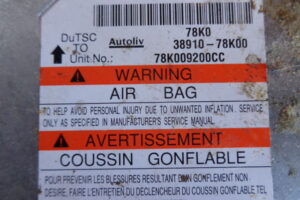 78K0
DuTSC Autoliv 38910-78K00
TO
Unit No.: 78K009200CC
WARNING
AIR BAG
TO HELP AVOID PERSONAL INJURY DUE TO UNWANTED INFLATION. SERVICE
ONLY AS SPECIFIED IN MANUFACTURER'S SERVICE MANUAL.
AVERTISSEMENT
COUSSIN GONFLABLE
POUR PREVENIR LES BLESSURES RESULTANT D'UN GONFLEMENT NON
DESIRE, FAIRE L'ENTRETIEN DU DECLENCHEUR DU COUSSIN GONFLABLE TEL